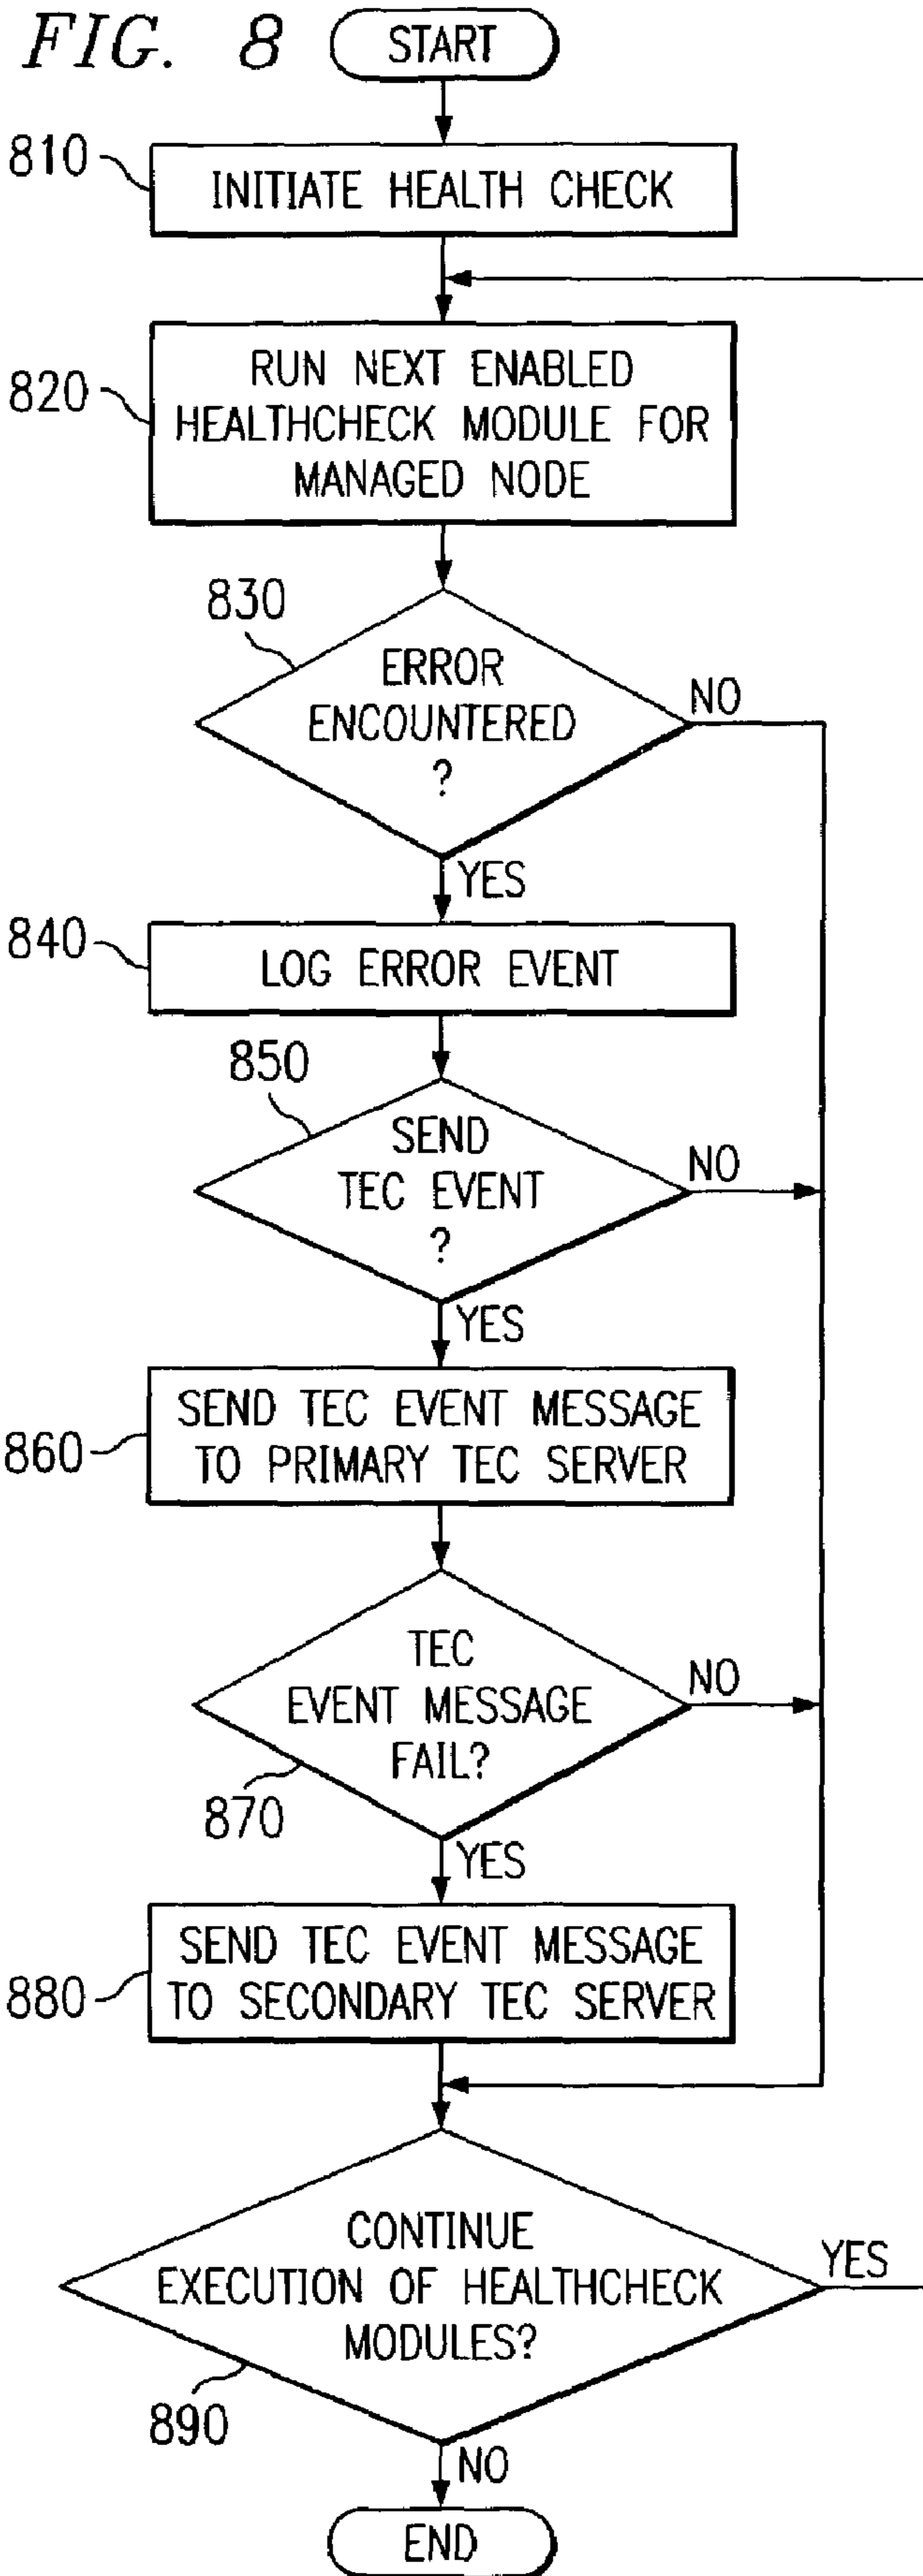 FIG. 8
START
810
INITIATE HEALTH CHECK
820
RUN NEXT ENABLED
HEALTHCHECK MODULE FOR
MANAGED NODE
830
ERROR
ENCOUNTERED
?
NO
YES
840
LOG ERROR EVENT
850
SEND
TEC EVENT
?
NO
YES
860
SEND TEC EVENT MESSAGE
TO PRIMARY TEC SERVER
TEC
EVENT MESSAGE
FAIL?
NO
870
YES
880
SEND TEC EVENT MESSAGE
TO SECONDARY TEC SERVER
CONTINUE
EXECUTION OF HEALTHCHECK
MODULES?
YES
890
NO
END